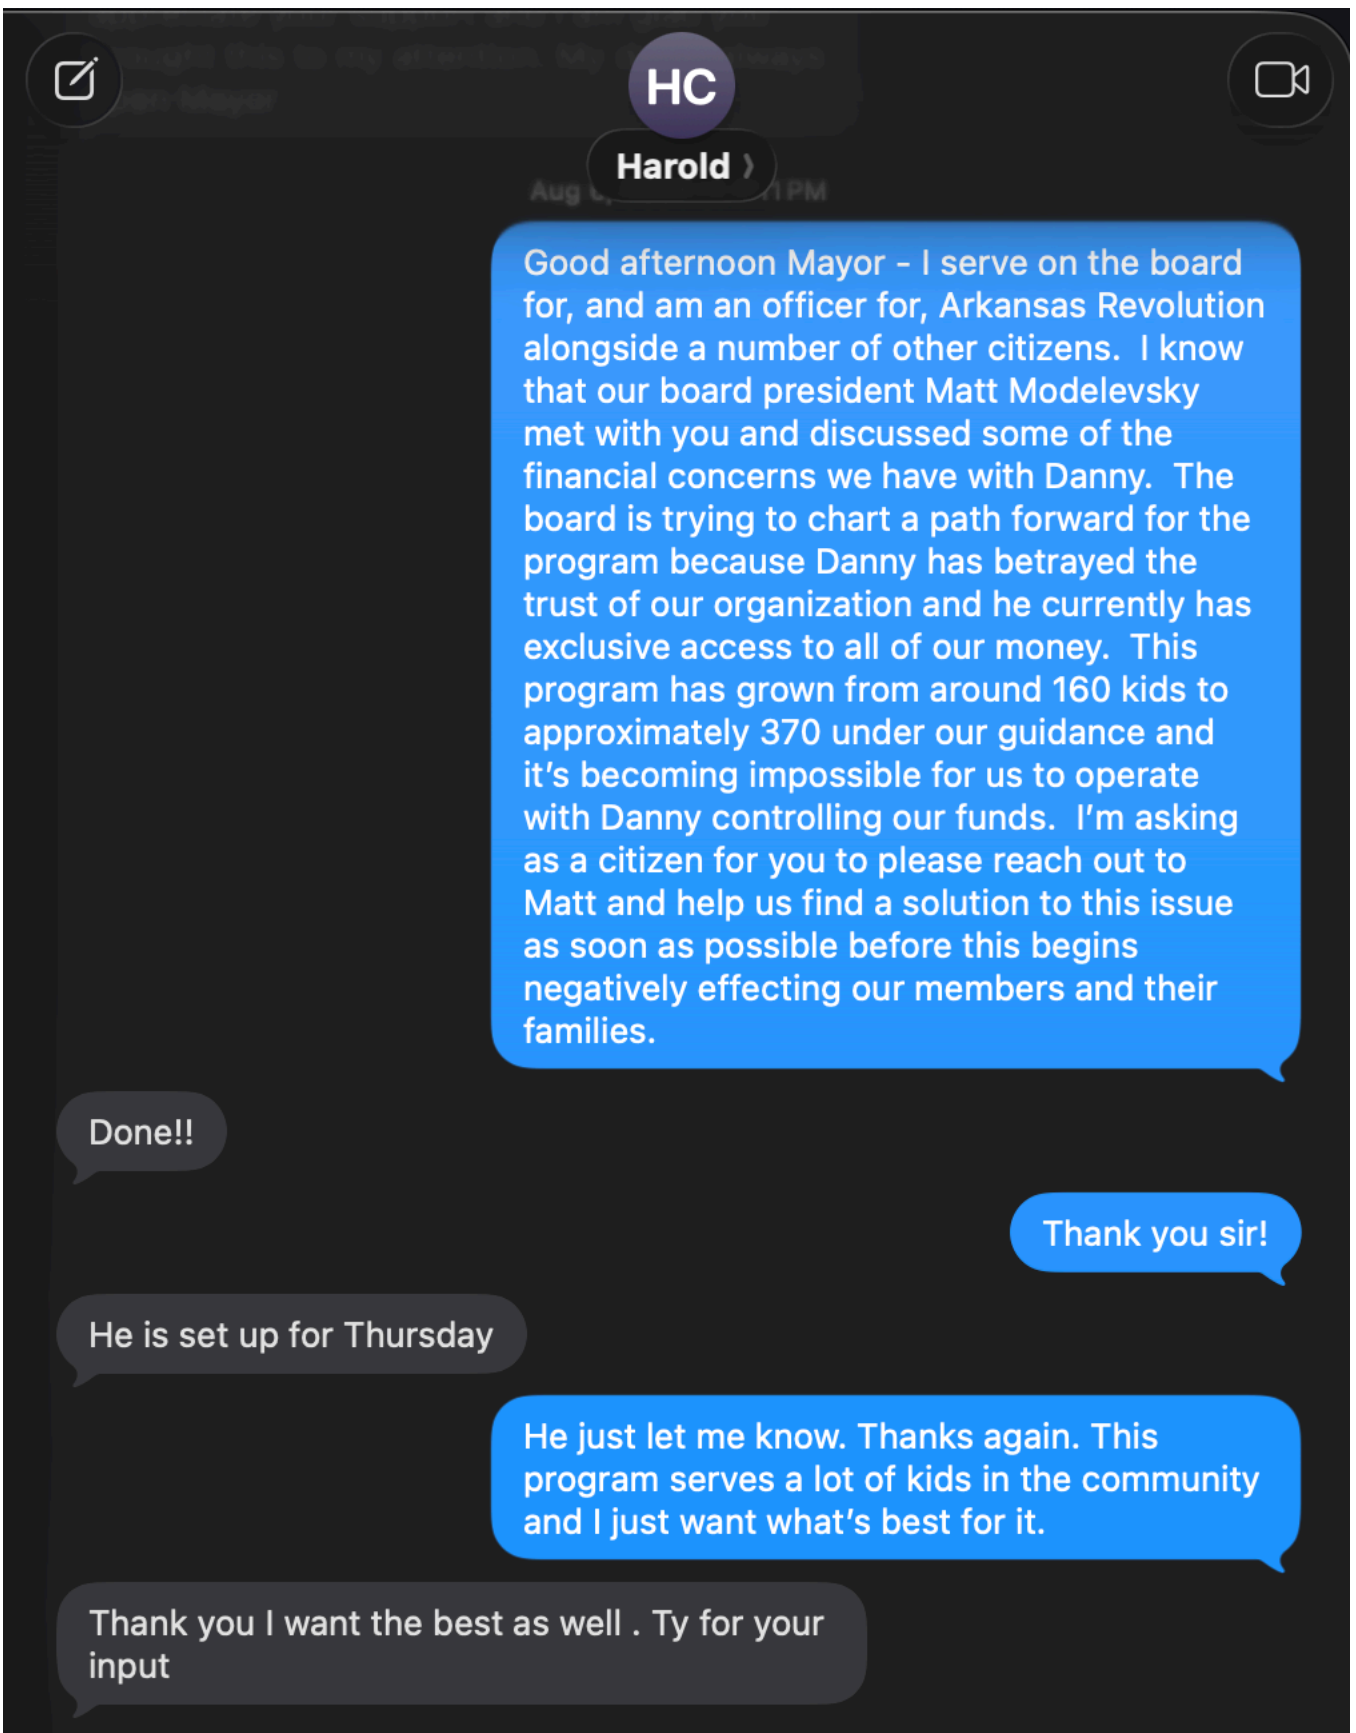 HC
Harold
Aug
PM
Good afternoon Mayor - I serve on the board
for, and am an officer for, Arkansas Revolution
alongside a number of other citizens.  I know
that our board president Matt Modelevsky
met with you and discussed some of the
financial concerns we have with Danny.  The
board is trying to chart a path forward for the
program because Danny has betrayed the
trust of our organization and he currently has
exclusive access to all of our money.  This
program has grown from around 160 kids to
approximately 370 under our guidance and
it's becoming impossible for us to operate
with Danny controlling our funds.  I'm asking
as a citizen for you to please reach out to
Matt and help us find a solution to this issue
as soon as possible before this begins
negatively effecting our members and their
families.
Done!!
Thank you sir!
He is set up for Thursday
He just let me know. Thanks again. This
program serves a lot of kids in the community
and I just want what's best for it.
Thank you I want the best as well . Ty for your
input